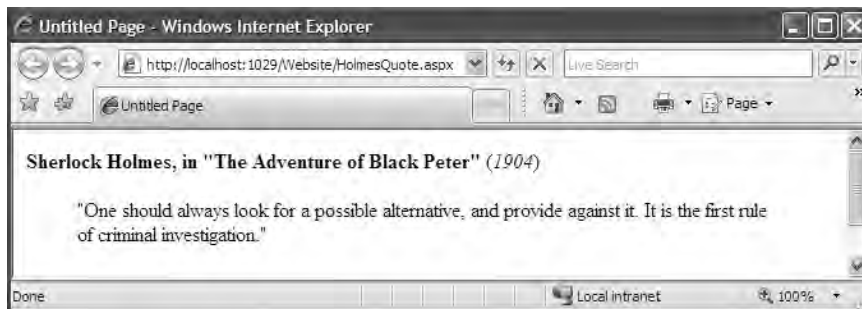 Untitled Page - Windows Internet Explorer
http://localhost:1029/Website/HolmesQuote.aspx
Live Search
Untitled Page
Page
Sherlock Holmes, in "The Adventure of Black Peter" (1904)
"One should always look for a possible alternative, and provide against it. It is the first rule
of criminal investigation."
Done
Local intranet
100%